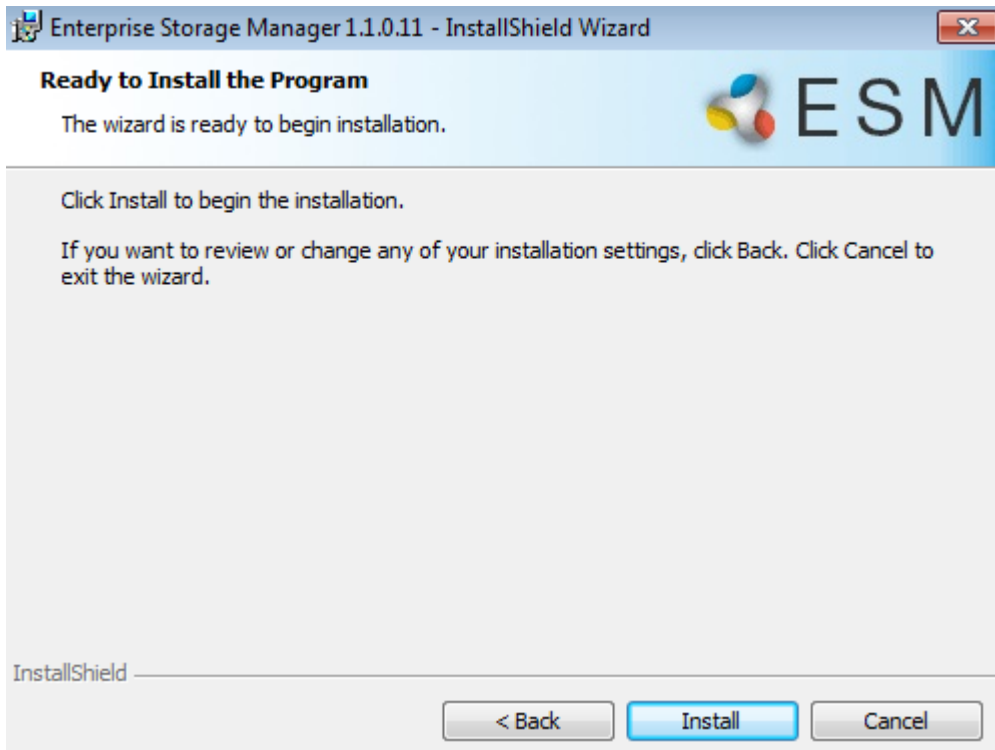 Enterprise Storage Manager 1.1.0.11 - InstallShield Wizard
Ready to Install the Program
The wizard is ready to begin installation.
ESM
Click Install to begin the installation.
If you want to review or change any of your installation settings, click Back. Click Cancel to
exit the wizard.
InstallShield
< Back
Install
Cancel